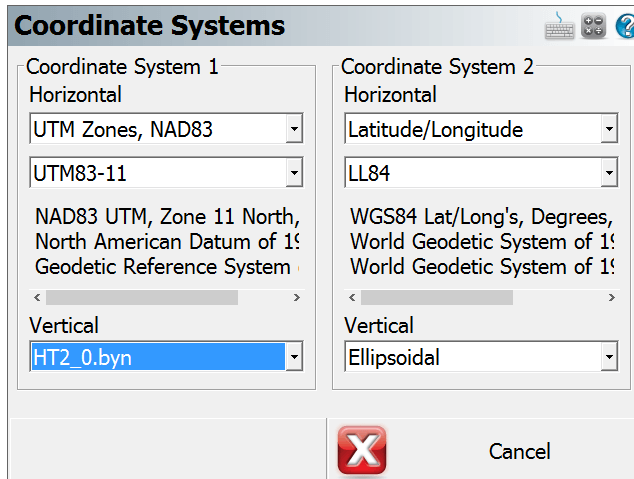 Coordinate Systems
Coordinate System 1
Horizontal
UTM Zones, NAD83
UTM83-11
NAD83 UTM, Zone 11 North,
North American Datum of 19
Geodetic Reference System
Vertical
HT2_0.byn
Coordinate System 2
Horizontal
Latitude/Longitude
LL84
WGS84 Lat/Long's, Degrees,
World Geodetic System of 19
World Geodetic System of 19
Vertical
Ellipsoidal
Cancel